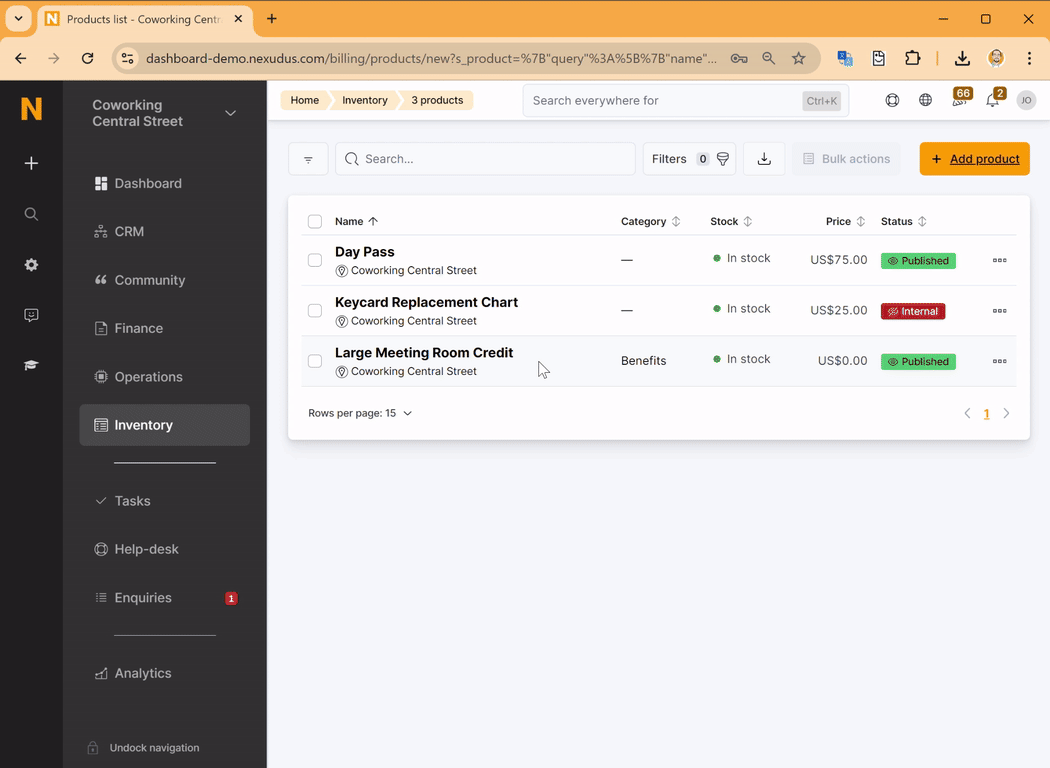 Products list - Coworking Centr
dashboard-demo.nexudus.com/billing/products/new?s_product=%7B"query"%3A%5B%7B"name"...
N
Coworking
Central Street
Dashboard
CRM
Community
Finance
Operations
Inventory
Tasks
Help-desk
Enquiries 1
Analytics
Undock navigation
Home Inventory 3 products
Search everywhere for Ctrl+K
66 2 JO
Search... Filters 0 Bulk actions + Add product
Name Category Stock Price Status
Day Pass
Coworking Central Street
— In stock US$75.00 Published
Keycard Replacement Chart
Coworking Central Street
— In stock US$25.00 Internal
Large Meeting Room Credit
Coworking Central Street
Benefits In stock US$0.00 Published
Rows per page: 15 1